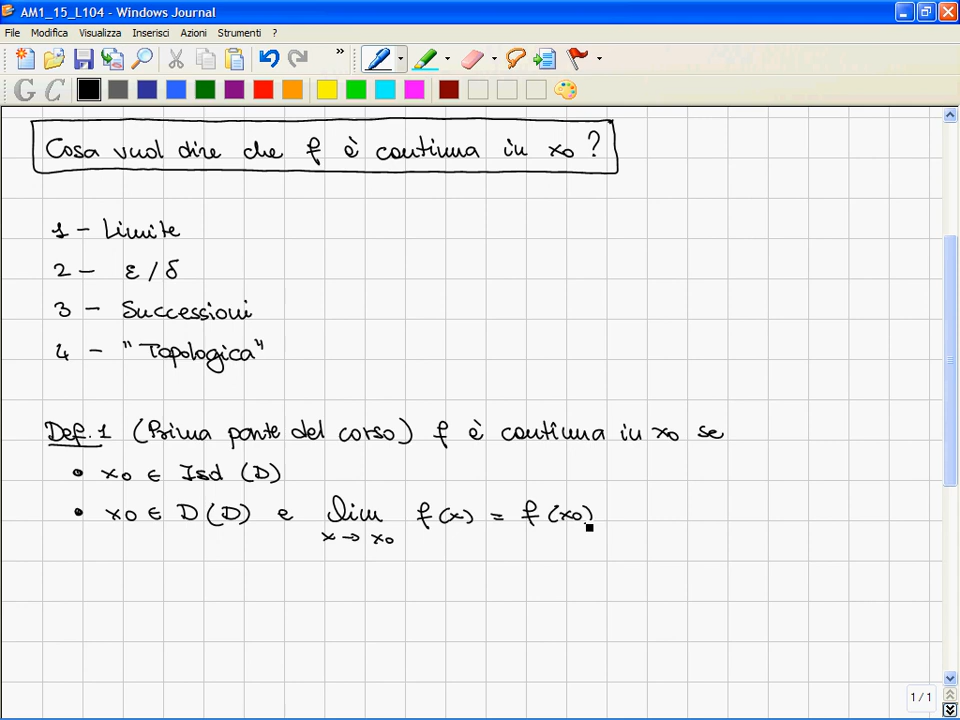 AM1_15_L104 - Windows Journal
File Modifica Visualizza Inserisci Azioni Strumenti ?
Cosa vuol dire che f è continua in x0 ?
1 - Limite
2 - ε/δ
3 - Successioni
4 - "Topologica"
Def. 1 (Prima parte del corso) f è continua in x0 se
• x0 ∈ Isol (D)
• x0 ∈ D(D) e lim f(x) = f(x0)
x → x0
1 / 1